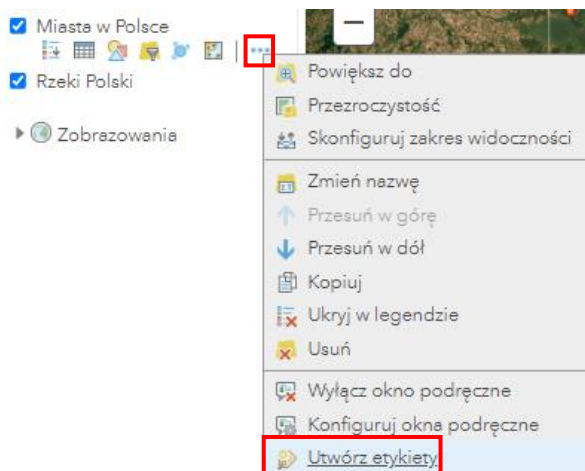 Miasta w Polsce
Rzeki Polski
Zobrazowania
Powiększ do
Przezroczystość
Skonfiguruj zakres widoczności
Zmień nazwę
Przesuń w górę
Przesuń w dół
Kopiuj
Ukryj w legendzie
Usuń
Wyłącz okno podręczne
Konfiguruj okna podręczne
Utwórz etykiety